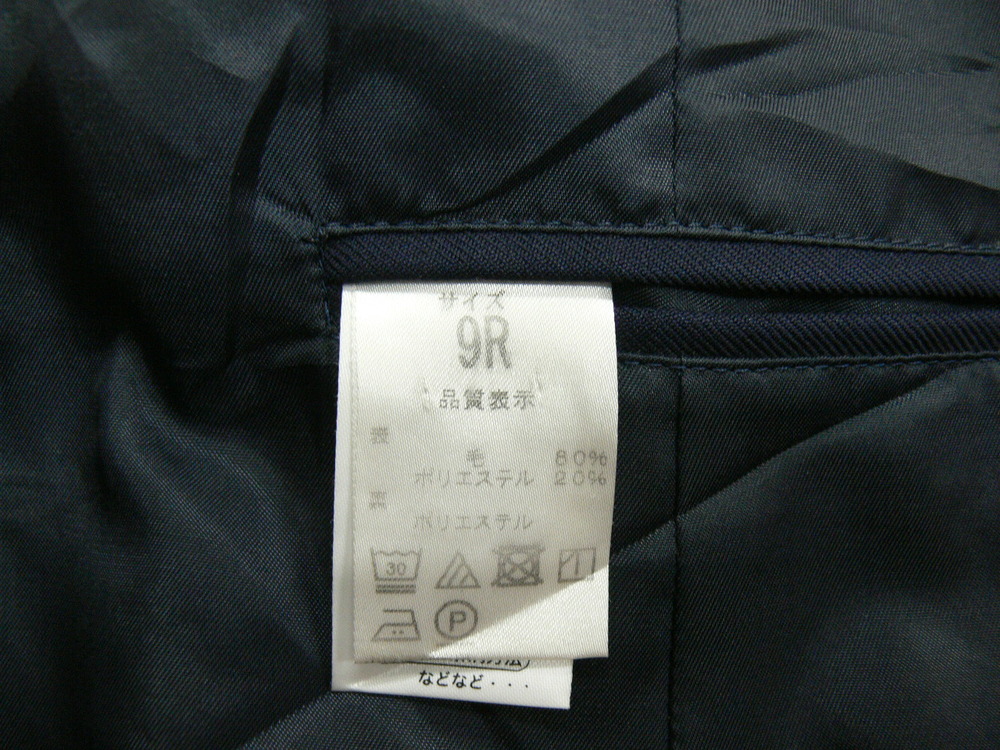 サイズ
9R
品質表示
表
毛 80%
ポリエステル 20%
裏
ポリエステル
30
P
などなど・・・